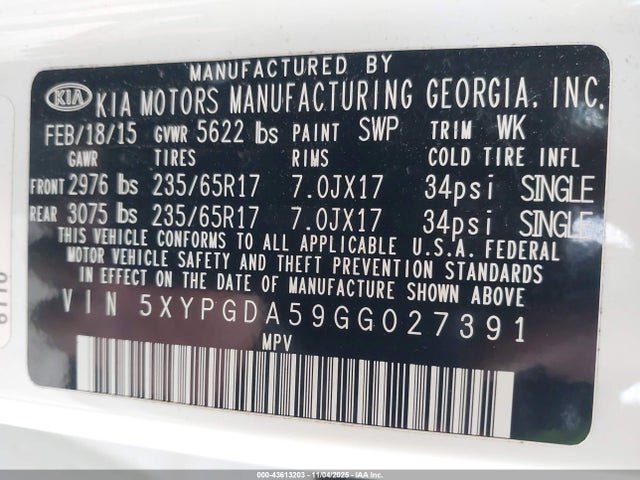 MANUFACTURED BY
KIA KIA MOTORS MANUFACTURING GEORGIA, INC.
FEB/18/15 GVWR 5622 lbs PAINT SWP TRIM WK
GAWR TIRES RIMS COLD TIRE INFL
FRONT 2976 lbs 235/65R17 7.0JX17 34psi SINGLE
REAR 3075 lbs 235/65R17 7.0JX17 34psi SINGLE
THIS VEHICLE CONFORMS TO ALL APPLICABLE U.S.A. FEDERAL
MOTOR VEHICLE SAFETY AND THEFT PREVENTION STANDARDS
IN EFFECT ON THE DATE OF MANUFACTURE SHOWN ABOVE.
VIN 5XYPGDA59GG027391
MPV
000-43613203 - 11/04/2025 - IAA Inc.